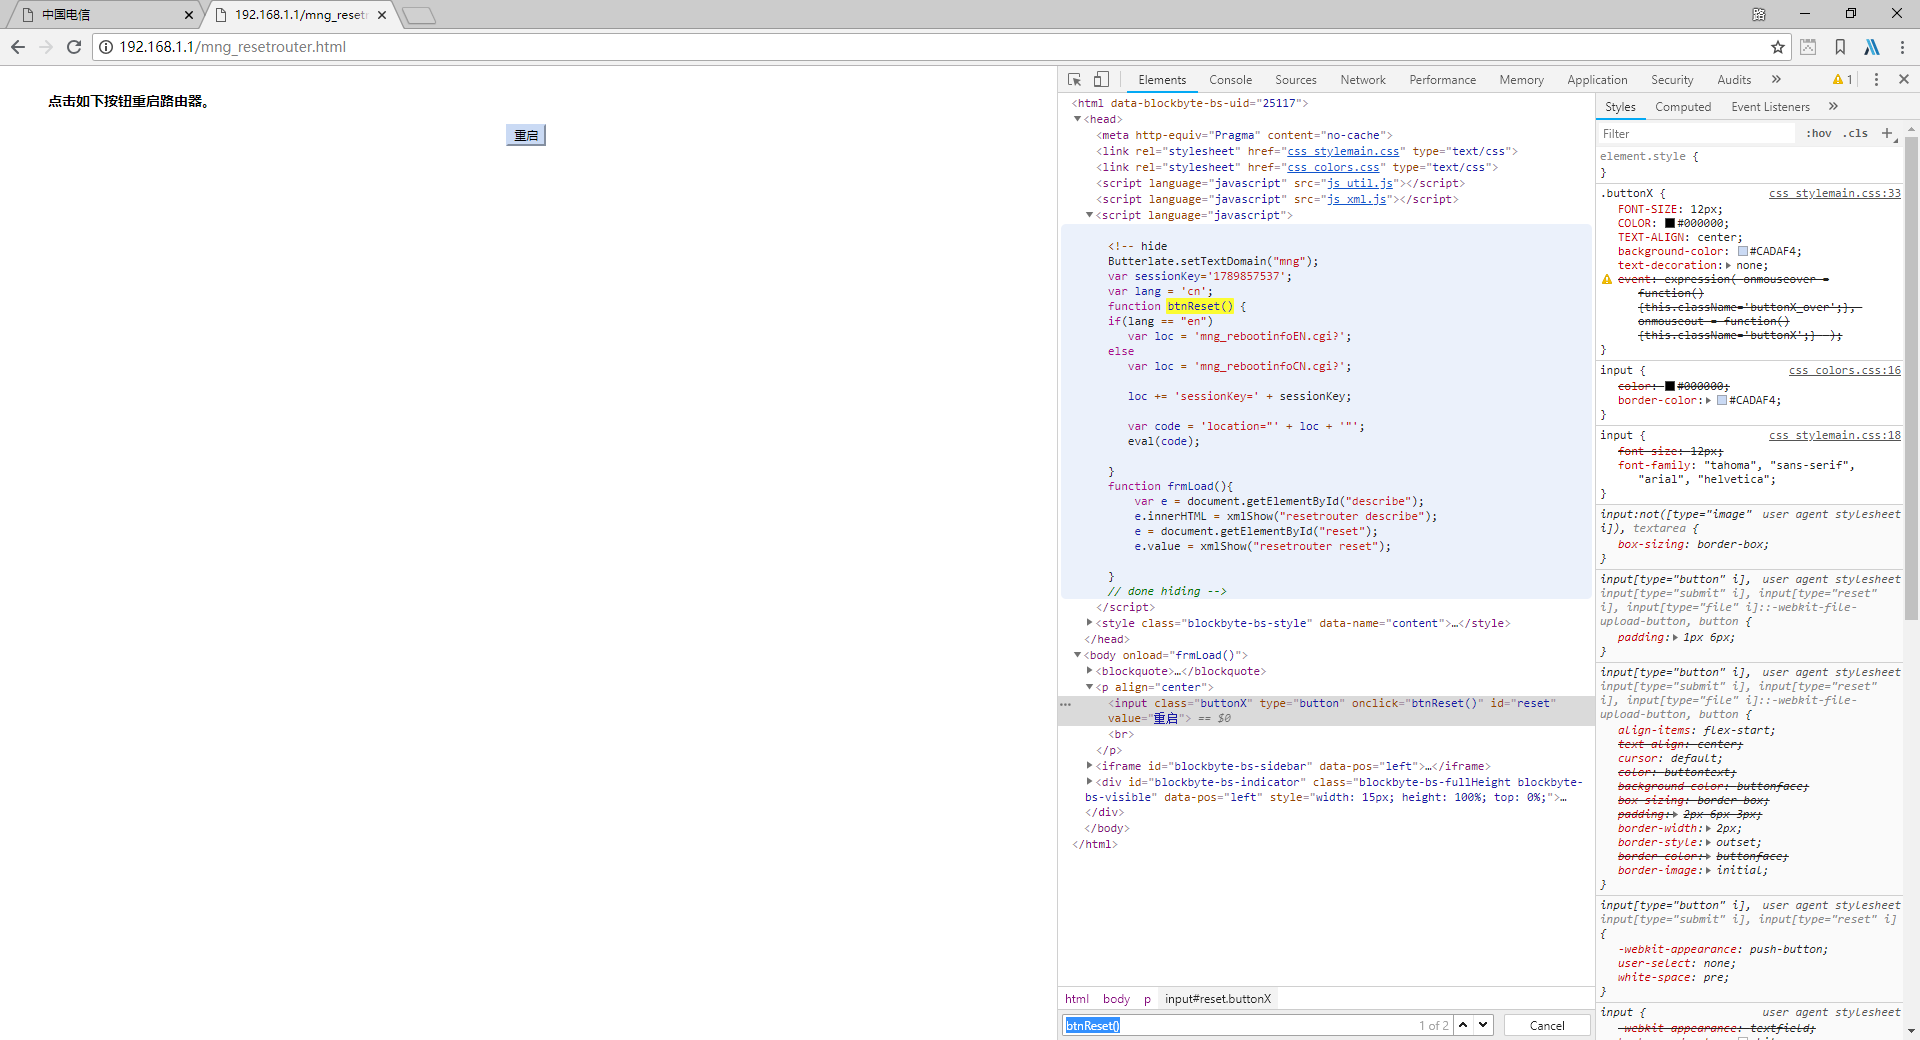 中国电信
192.168.1.1/mng_reset
路
192.168.1.1/mng_resetrouter.html
点击如下按钮重启路由器。
重启
Elements Console Sources Network Performance Memory Application Security Audits » 1
<html data-blockbyte-bs-uid="25117">
<head>
<meta http-equiv="Pragma" content="no-cache">
<link rel="stylesheet" href="css_stylemain.css" type="text/css">
<link rel="stylesheet" href="css_colors.css" type="text/css">
<script language="javascript" src="js_util.js"></script>
<script language="javascript" src="js_xml.js"></script>
<script language="javascript">
<!-- hide
Butterlate.setTextDomain("mng");
var sessionKey='1789857537';
var lang = 'cn';
function btnReset() {
if(lang == "en")
var loc = 'mng_rebootinfoEN.cgi?';
else
var loc = 'mng_rebootinfoCN.cgi?';
loc += 'sessionKey=' + sessionKey;
var code = 'location="' + loc + '"';
eval(code);
}
function frmLoad(){
var e = document.getElementById("describe");
e.innerHTML = xmlShow("resetrouter describe");
e = document.getElementById("reset");
e.value = xmlShow("resetrouter reset");
}
// done hiding -->
</script>
<style class="blockbyte-bs-style" data-name="content">…</style>
</head>
<body onload="frmLoad()">
<blockquote>…</blockquote>
<p align="center">
<input class="buttonX" type="button" onclick="btnReset()" id="reset"
value="重启"> == $0
<br>
</p>
<iframe id="blockbyte-bs-sidebar" data-pos="left">…</iframe>
<div id="blockbyte-bs-indicator" class="blockbyte-bs-fullHeight blockbyte-
bs-visible" data-pos="left" style="width: 15px; height: 100%; top: 0%;">…
</div>
</body>
</html>
html body p input#reset.buttonX
btnReset() 1 of 2 Cancel
Styles Computed Event Listeners »
Filter :hov .cls +
element.style {
}
.buttonX { css_stylemain.css:33
FONT-SIZE: 12px;
COLOR: #000000;
TEXT-ALIGN: center;
background-color: #CADAF4;
text-decoration: none;
event: expression( onmouseover =
function()
{this.className='buttonX_over';},
onmouseout = function()
{this.className='buttonX';} );
}
input { css_colors.css:16
color: #000000;
border-color: #CADAF4;
}
input { css_stylemain.css:18
font-size: 12px;
font-family: "tahoma", "sans-serif",
"arial", "helvetica";
}
input:not([type="image" user agent stylesheet
i]), textarea {
box-sizing: border-box;
}
input[type="button" i], user agent stylesheet
input[type="submit" i], input[type="reset"
i], input[type="file" i]::-webkit-file-
upload-button, button {
padding: 1px 6px;
}
input[type="button" i], user agent stylesheet
input[type="submit" i], input[type="reset"
i], input[type="file" i]::-webkit-file-
upload-button, button {
align-items: flex-start;
text-align: center;
cursor: default;
color: buttontext;
background-color: buttonface;
box-sizing: border-box;
padding: 2px 6px 3px;
border-width: 2px;
border-style: outset;
border-color: buttonface;
border-image: initial;
}
input[type="button" i], user agent stylesheet
input[type="submit" i], input[type="reset" i]
{
-webkit-appearance: push-button;
user-select: none;
white-space: pre;
}
input { user agent stylesheet
-webkit-appearance: textfield;